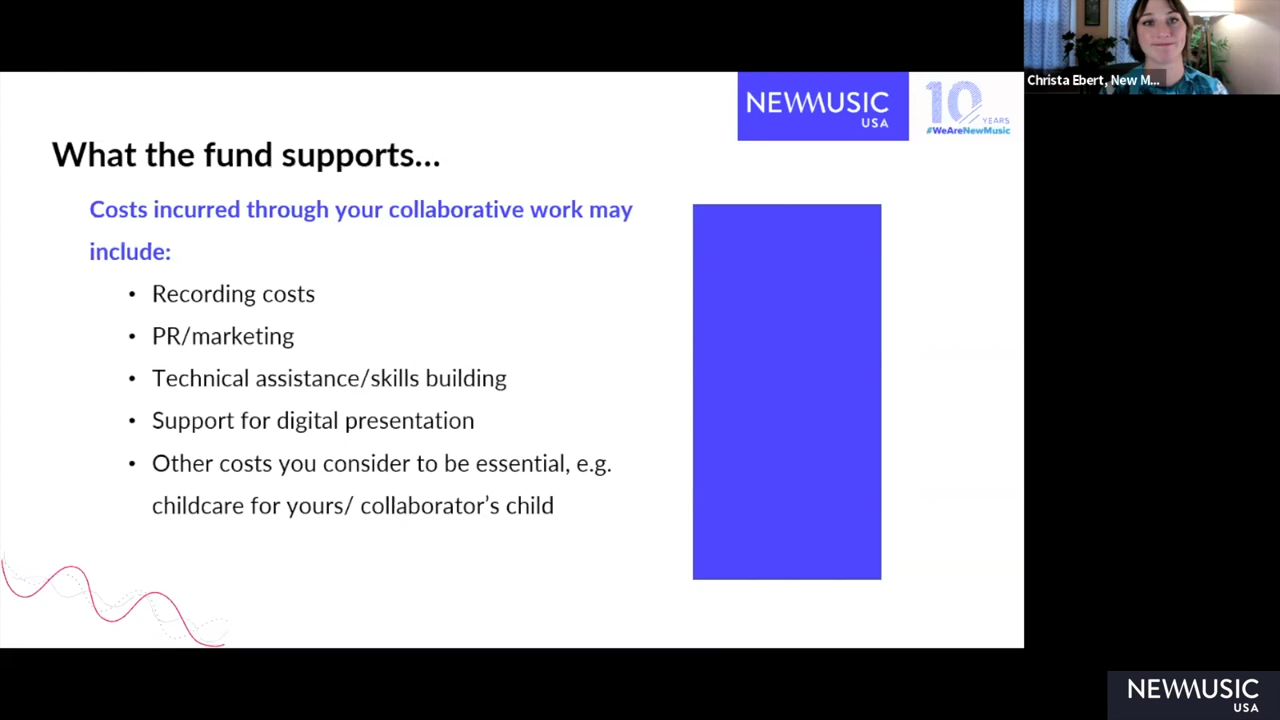 Christa Ebert, New M...
NEWMUSIC
USA
10
YEARS
#WeAreNewMusic
What the fund supports...
Costs incurred through your collaborative work may
include:
• Recording costs
• PR/marketing
• Technical assistance/skills building
• Support for digital presentation
• Other costs you consider to be essential, e.g.
childcare for yours/ collaborator’s child
NEWMUSIC
USA